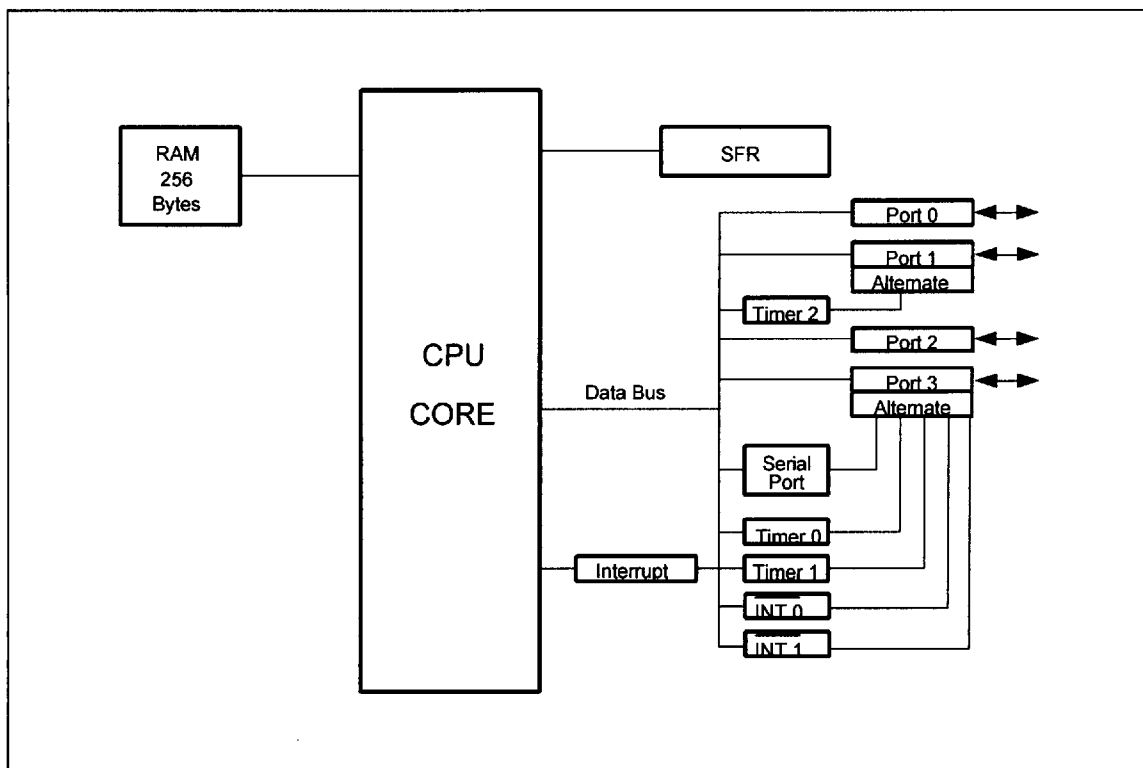 RAM
256
Bytes
CPU
CORE
SFR
Port 0
Port 1
Alternate
Timer 2
Port 2
Port 3
Alternate
Data Bus
Serial
Port
Timer 0
Interrupt
Timer 1
INT 0
INT 1